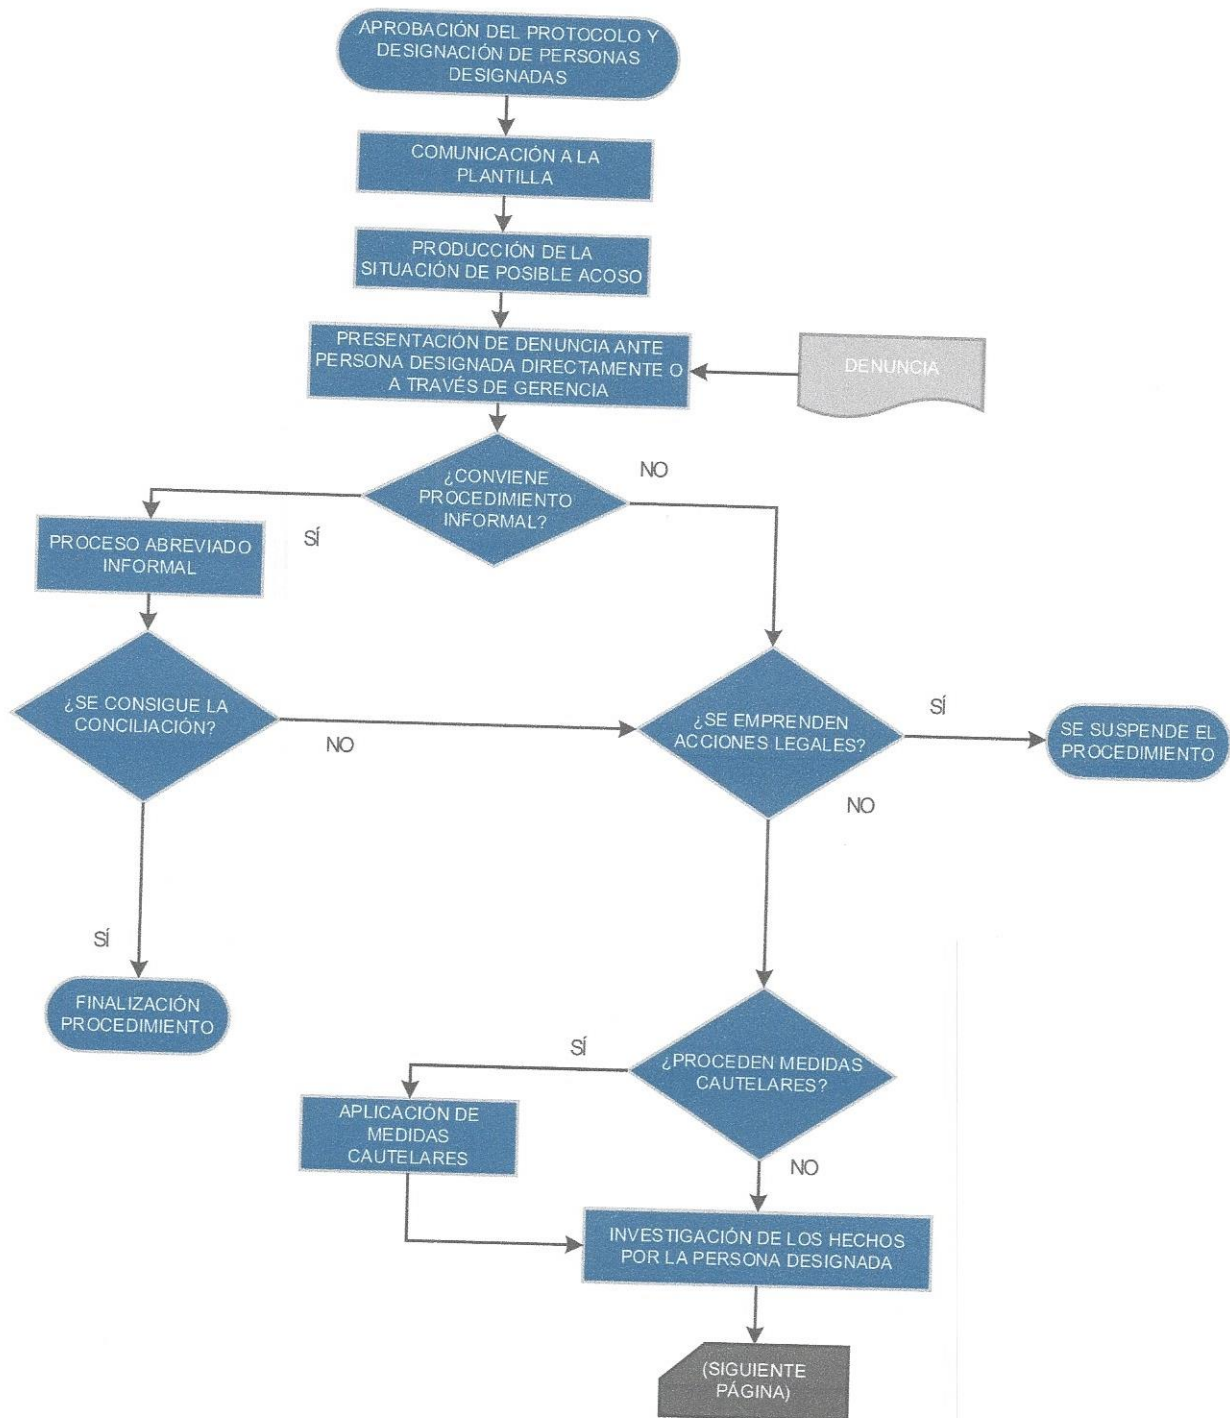 APROBACIÓN DEL PROTOCOLO Y
DESIGNACIÓN DE PERSONAS
DESIGNADAS
COMUNICACIÓN A LA
PLANTILLA
PRODUCCIÓN DE LA
SITUACIÓN DE POSIBLE ACOSO
PRESENTACIÓN DE DENUNCIA ANTE
PERSONA DESIGNADA DIRECTAMENTE O
A TRAVÉS DE GERENCIA
DENUNCIA
¿CONVIENE
PROCEDIMIENTO
INFORMAL?
NO
SÍ
PROCESO ABREVIADO
INFORMAL
¿SE CONSIGUE LA
CONCILIACIÓN?
NO
SÍ
FINALIZACIÓN
PROCEDIMIENTO
¿SE EMPRENDEN
ACCIONES LEGALES?
SÍ
SE SUSPENDE EL
PROCEDIMIENTO
NO
¿PROCEDEN MEDIDAS
CAUTELARES?
SÍ
APLICACIÓN DE
MEDIDAS
CAUTELARES
NO
INVESTIGACIÓN DE LOS HECHOS
POR LA PERSONA DESIGNADA
(SIGUIENTE
PÁGINA)